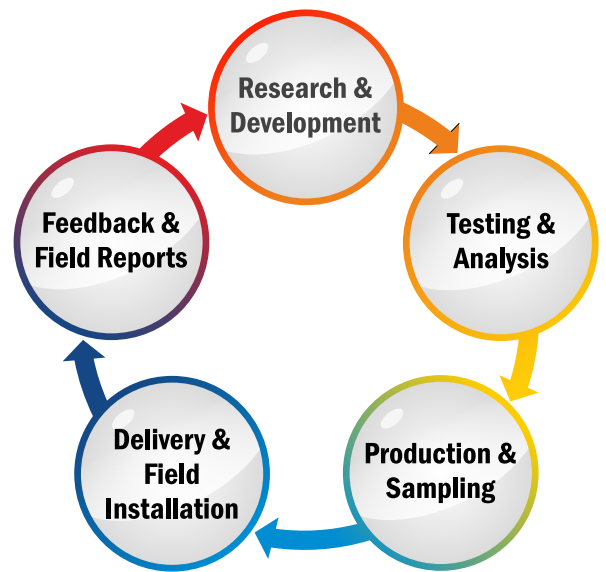 Research &
Development
Testing &
Analysis
Production &
Sampling
Delivery &
Field
Installation
Feedback &
Field Reports